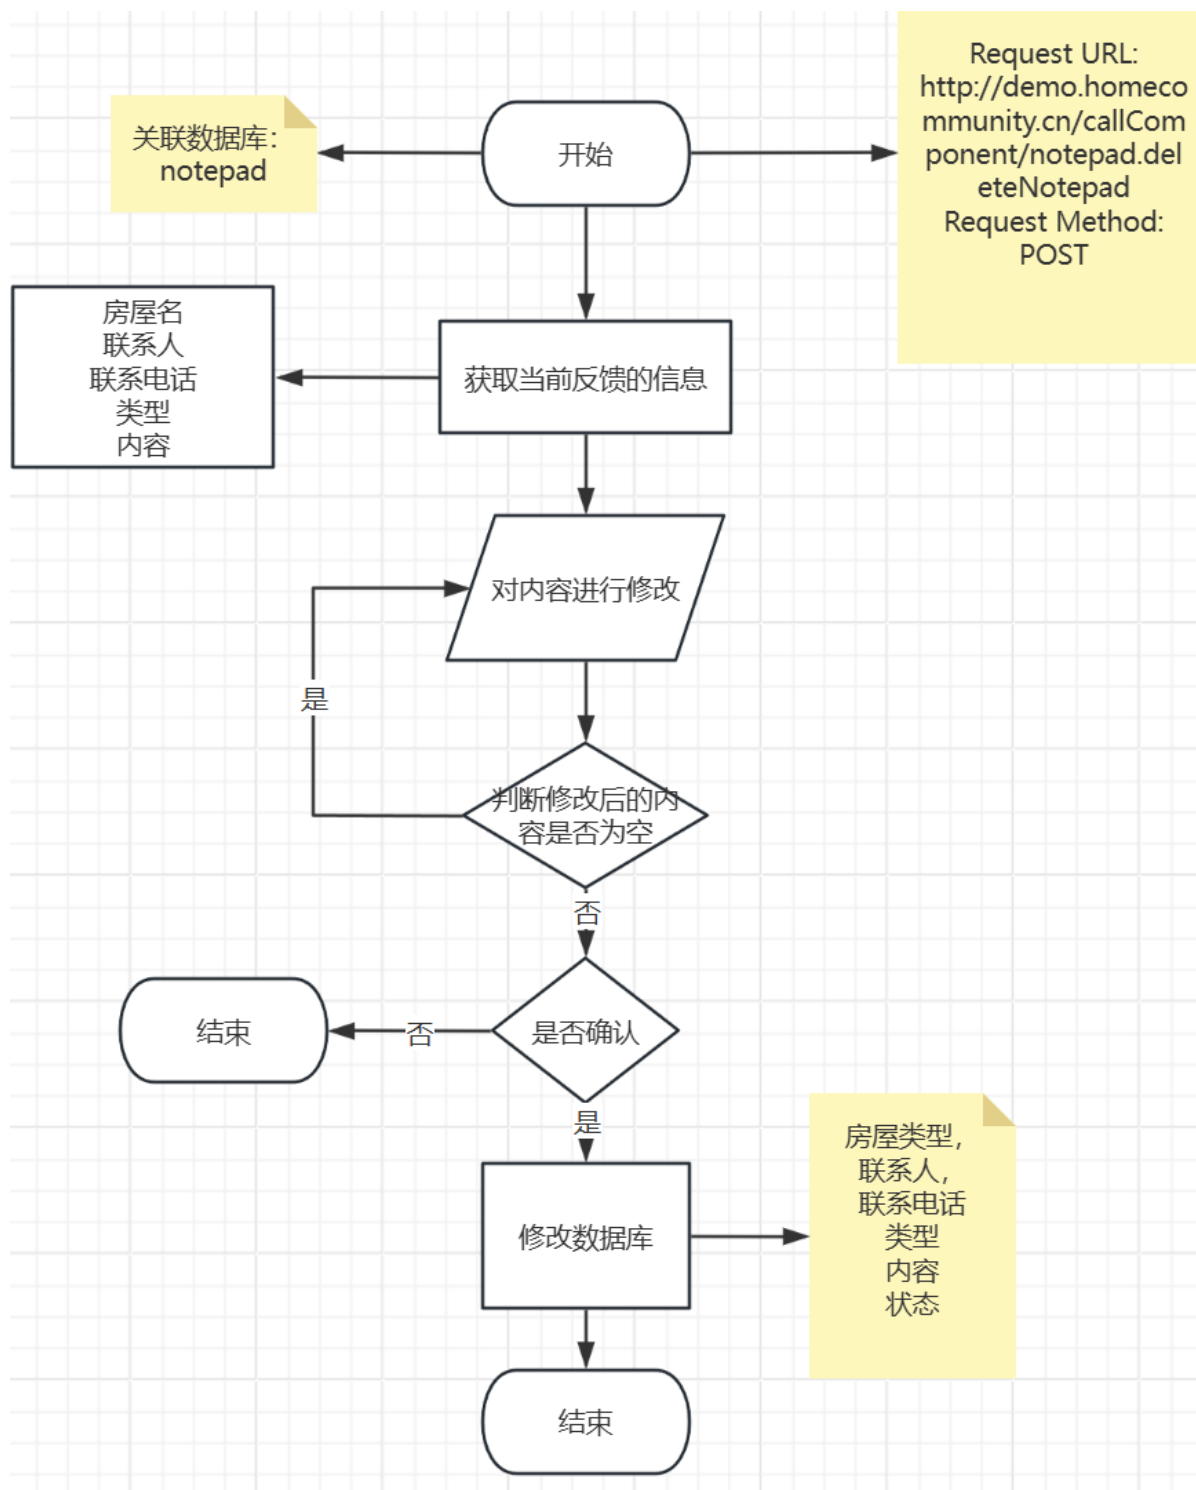 关联数据库：
notepad
开始
Request URL:
http://demo.homeco
mmunity.cn/callCom
ponent/notepad.del
eteNotepad
Request Method:
POST
房屋名
联系人
联系电话
类型
内容
获取当前反馈的信息
对内容进行修改
是
判断修改后的内
容是否为空
否
结束
否
是否确认
是
修改数据库
房屋类型，
联系人，
联系电话
类型
内容
状态
结束